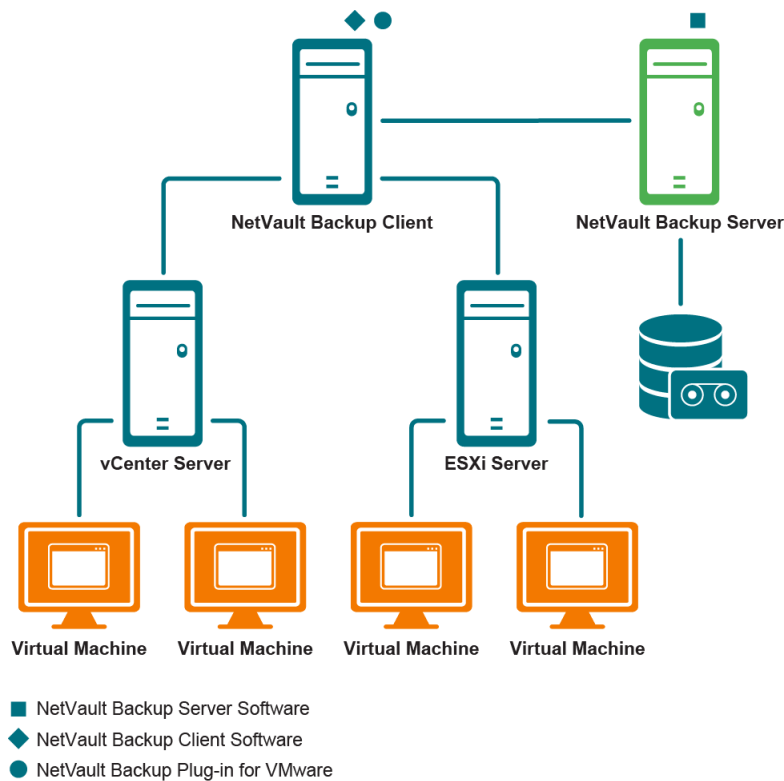 NetVault Backup Client
NetVault Backup Server
vCenter Server
ESXi Server
Virtual Machine
Virtual Machine
Virtual Machine
Virtual Machine
NetVault Backup Server Software
NetVault Backup Client Software
NetVault Backup Plug-in for VMware